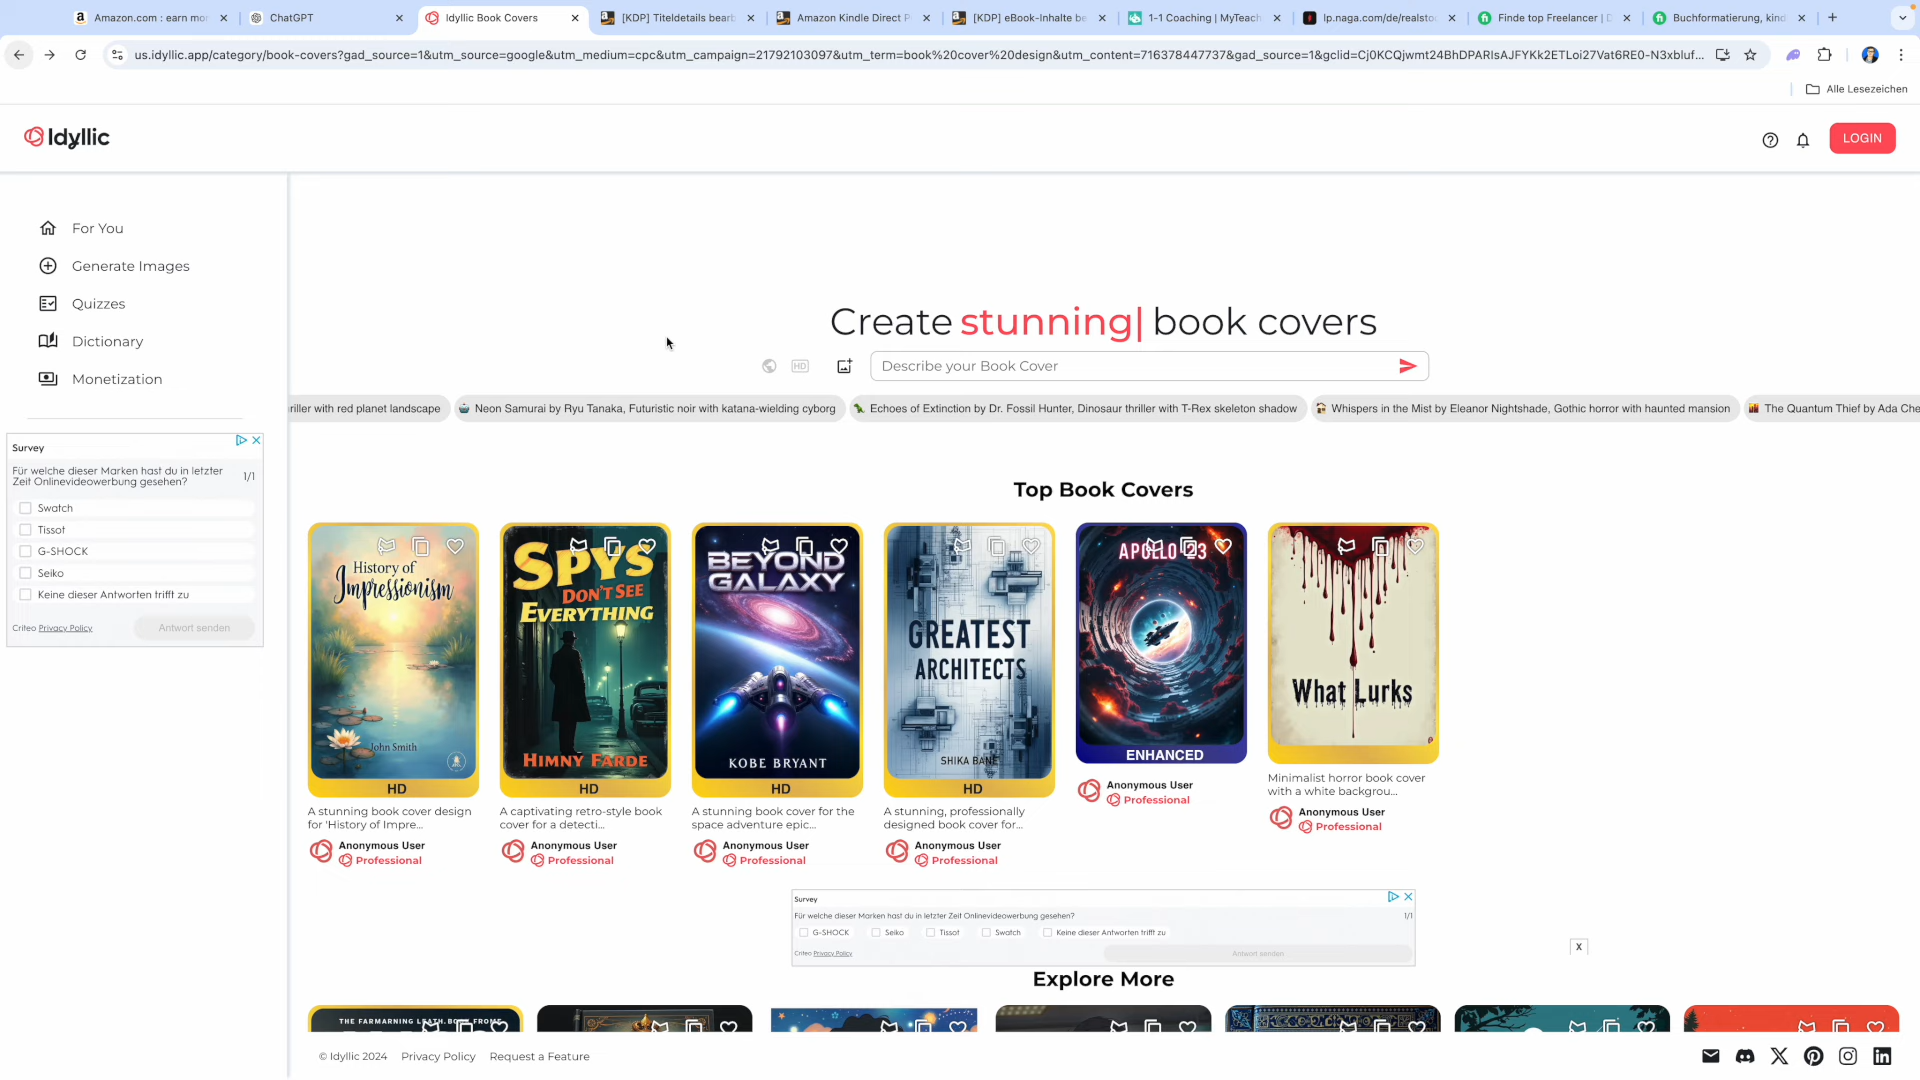 Amazon.com : earn mo
ChatGPT
Idyllic Book Covers
[KDP] Titeldetails bearb
Amazon Kindle Direct P
[KDP] eBook-Inhalte be
1-1 Coaching | MyTeach
lp.naga.com/de/realsto
Finde top Freelancer | D
Buchformatierung, kind
us.idyllic.app/category/book-covers?gad_source=1&utm_source=google&utm_medium=cpc&utm_campaign=21792103097&utm_term=book%20cover%20design&utm_content=716378447737&gad_source=1&gclid=Cj0KCQjwmt24BhDPARIsAJFYKk2ETLoi27Vat6RE0-N3xbluf...
Alle Lesezeichen
Idyllic
LOGIN
For You
Generate Images
Quizzes
Dictionary
Monetization
Survey
Für welche dieser Marken hast du in letzter
Zeit Onlinevideowerbung gesehen?
1/1
Swatch
Tissot
G-SHOCK
Seiko
Keine dieser Antworten trifft zu
Criteo Privacy Policy
Antwort senden
Create stunning| book covers
HD
Describe your Book Cover
riller with red planet landscape
Neon Samurai by Ryu Tanaka, Futuristic noir with katana-wielding cyborg
Echoes of Extinction by Dr. Fossil Hunter, Dinosaur thriller with T-Rex skeleton shadow
Whispers in the Mist by Eleanor Nightshade, Gothic horror with haunted mansion
The Quantum Thief by Ada Che
Top Book Covers
History of
Impressionism
John Smith
HD
A stunning book cover design
for 'History of Impre...
Anonymous User
Professional
SPYS
DON'T SEE
EVERYTHING
HIMNY FARDE
HD
A captivating retro-style book
cover for a detecti...
Anonymous User
Professional
BEYOND
GALAXY
KOBE BRYANT
HD
A stunning book cover for the
space adventure epic...
Anonymous User
Professional
GREATEST
ARCHITECTS
SHIKA BANE
HD
A stunning, professionally
designed book cover for...
Anonymous User
Professional
APOLLO 23
ENHANCED
Anonymous User
Professional
What Lurks
Minimalist horror book cover
with a white backgrou...
Anonymous User
Professional
Survey
Für welche dieser Marken hast du in letzter Zeit Onlinevideowerbung gesehen?
1/1
G-SHOCK
Seiko
Tissot
Swatch
Keine dieser Antworten trifft zu
Criteo Privacy Policy
Antwort senden
X
Explore More
THE FARMARNING LEATH.BOY FROME
© Idyllic 2024
Privacy Policy
Request a Feature